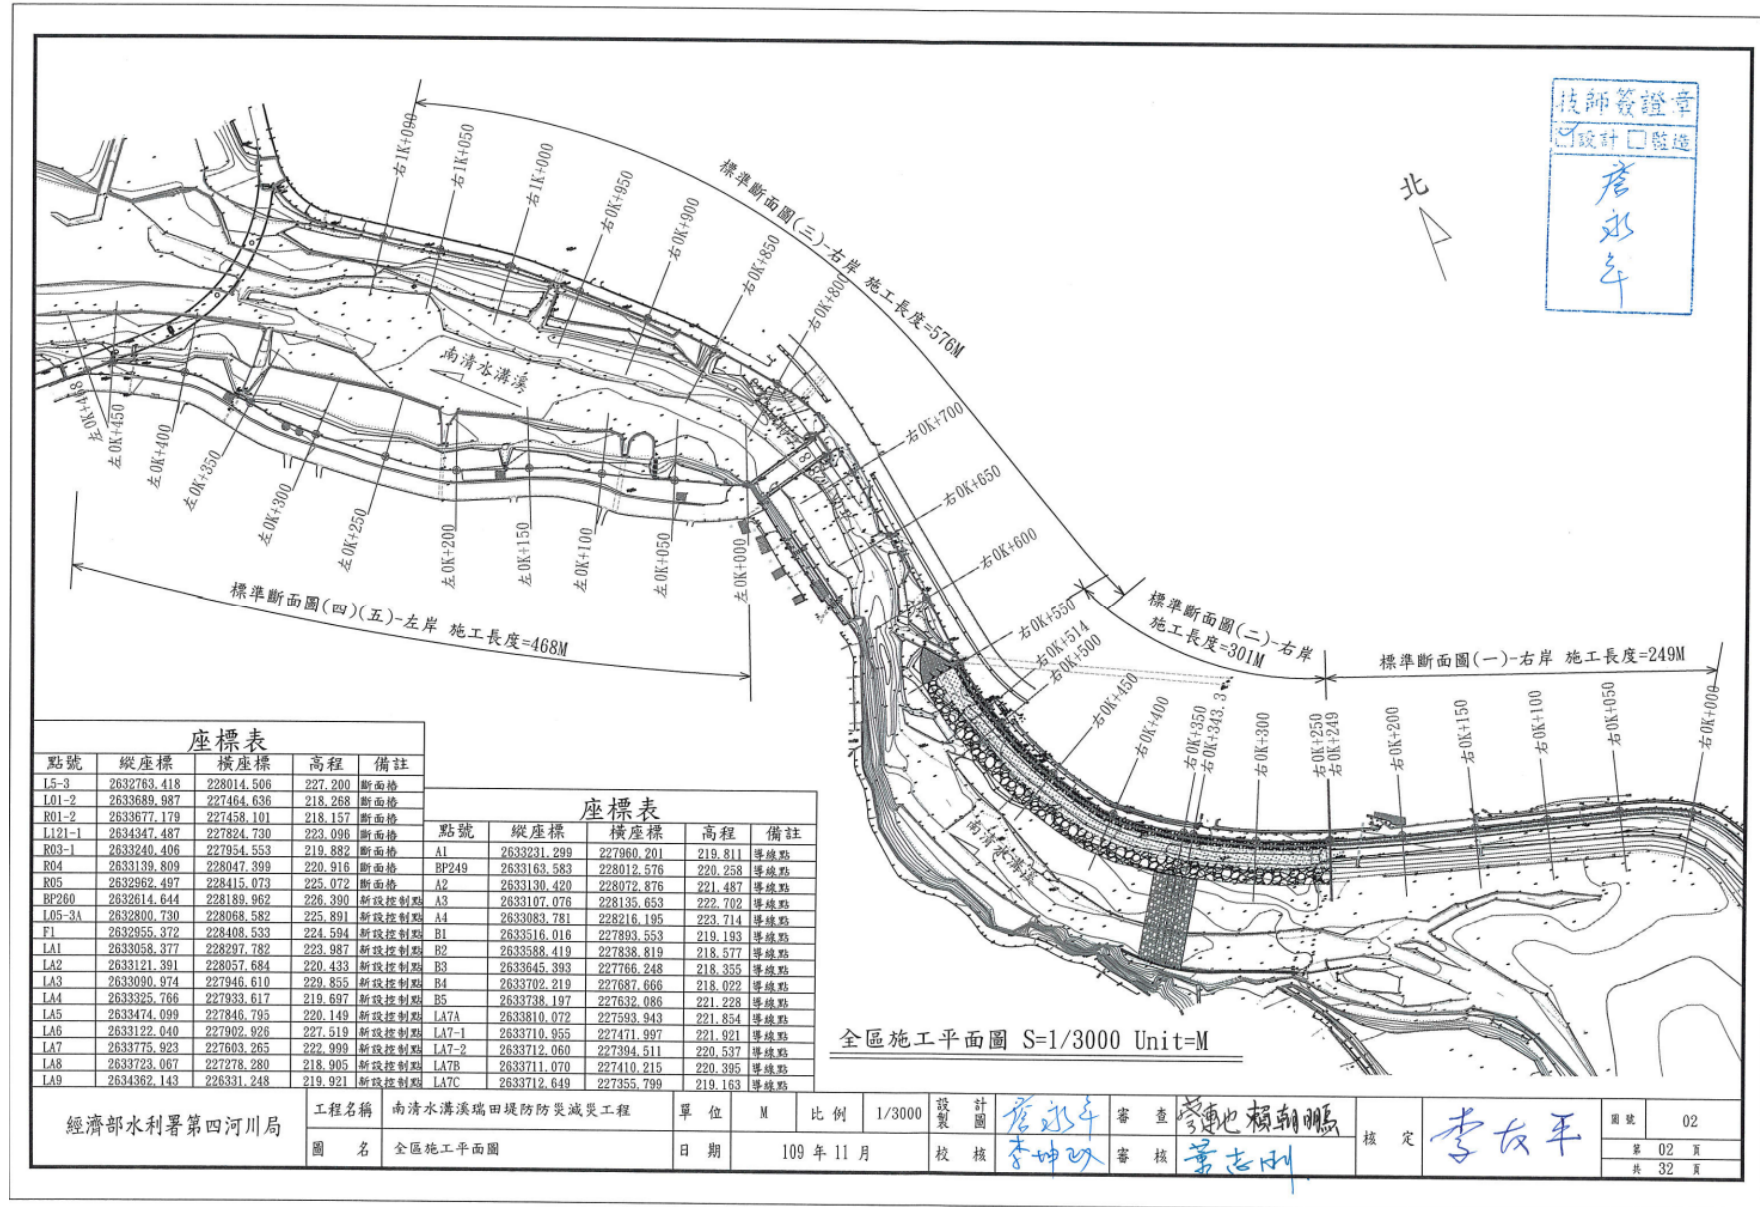 技師簽證章
設計 監造
詹永年
北
標準斷面圖(三)-右岸 施工長度=576M
右1K+090
右1K+050
右1K+000
右0K+950
右0K+900
右0K+850
右0K+800
右0K+700
右0K+650
右0K+600
右0K+550
右0K+514
右0K+500
右0K+450
右0K+400
右0K+350
右0K+343.3
右0K+300
右0K+250
右0K+249
右0K+200
右0K+150
右0K+100
右0K+050
右0K+000
標準斷面圖(二)-右岸
施工長度=301M
標準斷面圖(一)-右岸 施工長度=249M
南清水溝溪
南清水溝溪
左0K+468
左0K+450
左0K+400
左0K+350
左0K+300
左0K+250
左0K+200
左0K+150
左0K+100
左0K+050
左0K+000
標準斷面圖(四)(五)-左岸 施工長度=468M
座標表
點號 縱座標 橫座標 高程 備註
L5-3 2632763.418 228014.506 227.200 斷面樁
L01-2 2633689.987 227464.636 218.268 斷面樁
R01-2 2633677.179 227458.101 218.157 斷面樁
L121-1 2634347.487 227824.730 223.096 斷面樁
R03-1 2633240.406 227954.553 219.882 斷面樁
R04 2633139.809 228047.399 220.916 斷面樁
R05 2632962.497 228415.073 225.072 斷面樁
BP260 2632614.644 228189.962 226.390 新設控制點
L05-3A 2632800.730 228068.582 225.891 新設控制點
F1 2632955.372 228408.533 224.594 新設控制點
LA1 2633058.377 228297.782 223.987 新設控制點
LA2 2633121.391 228057.684 220.433 新設控制點
LA3 2633090.974 227946.610 229.855 新設控制點
LA4 2633325.766 227933.617 219.697 新設控制點
LA5 2633474.099 227846.795 220.149 新設控制點
LA6 2633122.040 227902.926 227.519 新設控制點
LA7 2633775.923 227603.265 222.999 新設控制點
LA8 2633723.067 227278.280 218.905 新設控制點
LA9 2634362.143 226331.248 219.921 新設控制點
座標表
點號 縱座標 橫座標 高程 備註
A1 2633231.299 227960.201 219.811 導線點
BP249 2633163.583 228012.576 220.258 導線點
A2 2633130.420 228072.876 221.487 導線點
A3 2633107.076 228135.653 222.702 導線點
A4 2633083.781 228216.195 223.714 導線點
B1 2633516.016 227893.553 219.193 導線點
B2 2633588.419 227838.819 218.577 導線點
B3 2633645.393 227766.248 218.355 導線點
B4 2633702.219 227687.666 218.022 導線點
B5 2633738.197 227632.086 221.228 導線點
LA7A 2633810.072 227593.943 221.854 導線點
LA7-1 2633710.955 227471.997 221.921 導線點
LA7-2 2633712.060 227394.511 220.537 導線點
LA7B 2633711.070 227410.215 220.395 導線點
LA7C 2633712.649 227355.799 219.163 導線點
全區施工平面圖 S=1/3000 Unit=M
經濟部水利署第四河川局
工程名稱 南清水溝溪瑞田堤防防災減災工程 單位 M 比例 1/3000 設計製圖 詹永年 審查 賴朝鵬
圖名 全區施工平面圖 日期 109 年 11 月 校核 李坤 審核 葉志剛
核定 李友平
圖號 02
第 02 頁
共 32 頁